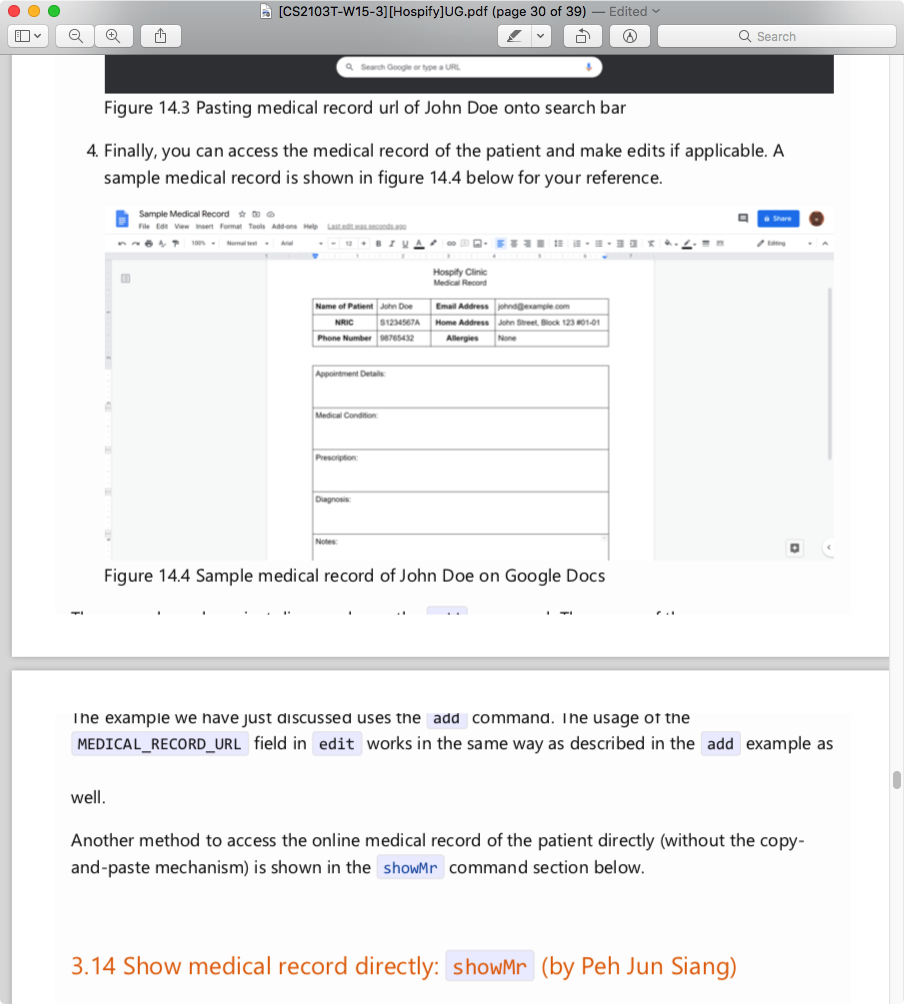 [CS2103T-W15-3][Hospify]UG.pdf (page 30 of 39) — Edited
Search
Search Google or type a URL
Figure 14.3 Pasting medical record url of John Doe onto search bar
4. Finally, you can access the medical record of the patient and make edits if applicable. A
sample medical record is shown in figure 14.4 below for your reference.
Sample Medical Record
File Edit View Insert Format Tools Add-ons Help Last edit was seconds ago
Share
100% Normal text Arial 12 B I U A Editing
Hospify Clinic
Medical Record
Name of Patient John Doe Email Address johnd@example.com
NRIC S1234567A Home Address John Street, Block 123 #01-01
Phone Number 98765432 Allergies None
Appointment Details:
Medical Condition:
Prescription:
Diagnosis:
Notes:
Figure 14.4 Sample medical record of John Doe on Google Docs
The example we have just discussed uses the add command. The usage of the
MEDICAL_RECORD_URL field in edit works in the same way as described in the add example as
well.
Another method to access the online medical record of the patient directly (without the copy-
and-paste mechanism) is shown in the showMr command section below.
3.14 Show medical record directly: showMr (by Peh Jun Siang)